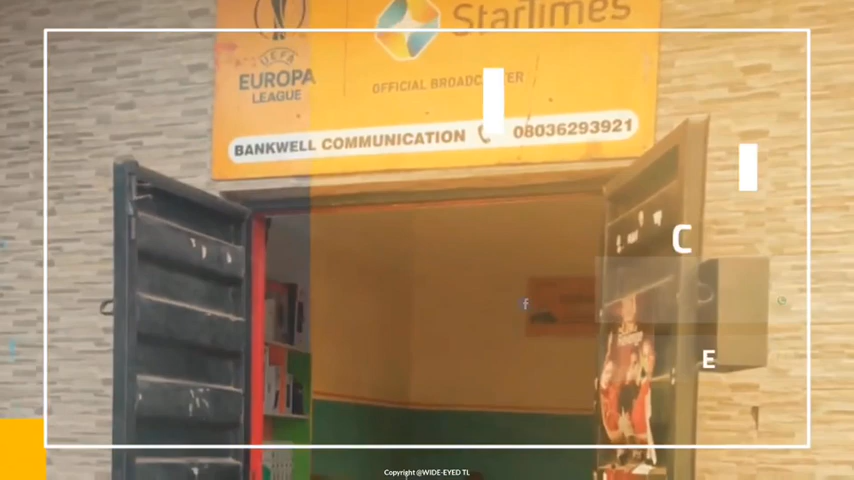 StarTimes
UEFA
EUROPA
LEAGUE
OFFICIAL BROADCASTER
BANKWELL COMMUNICATION 08036293921
C
E
Copyright @WIDE-EYED TL